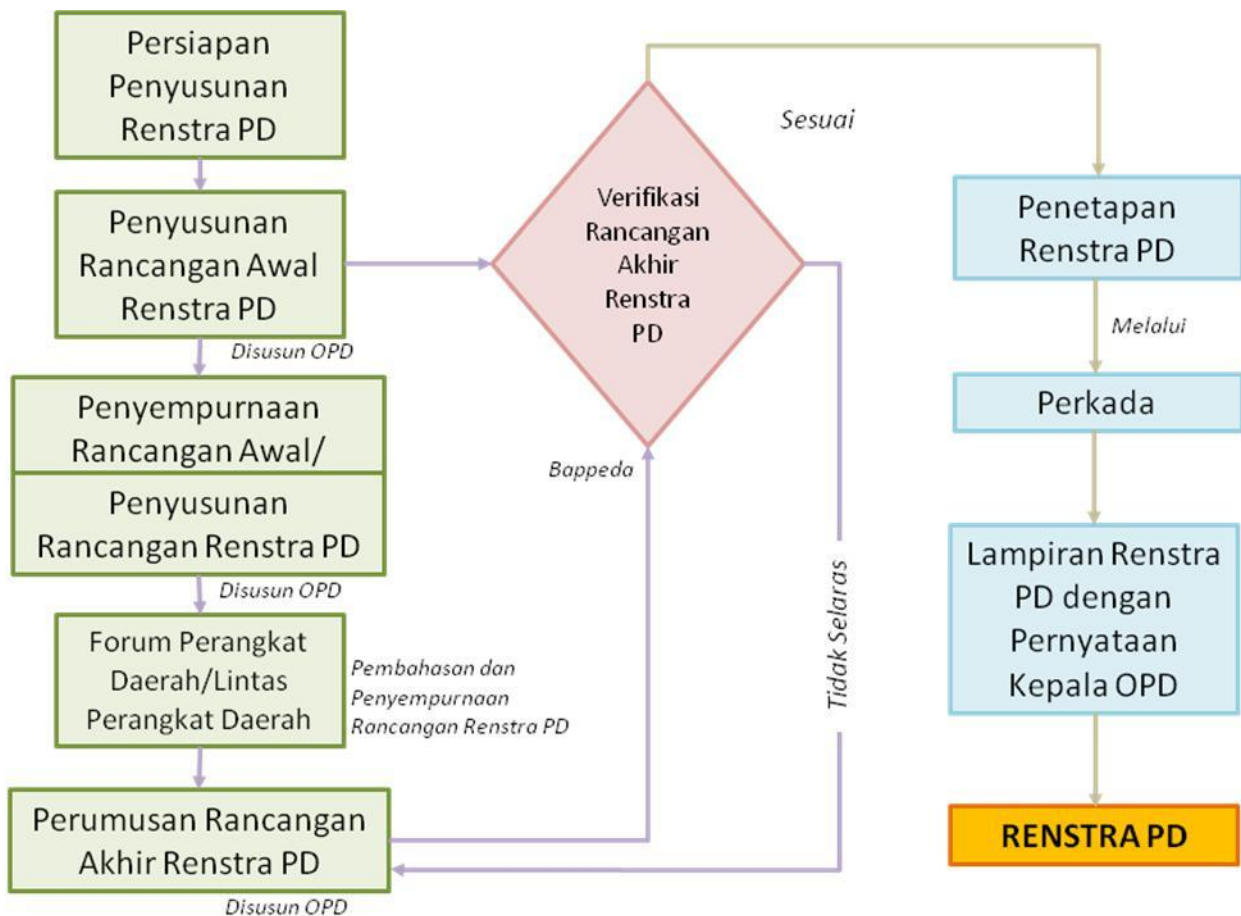 Persiapan
Penyusunan
Renstra PD
Penyusunan
Rancangan Awal
Renstra PD
Disusun OPD
Penyempurnaan
Rancangan Awal/
Penyusunan
Rancangan Renstra PD
Disusun OPD
Forum Perangkat
Daerah/Lintas
Perangkat Daerah
Pembahasan dan
Penyempurnaan
Rancangan Renstra PD
Perumusan Rancangan
Akhir Renstra PD
Disusun OPD
Verifikasi
Rancangan
Akhir
Renstra
PD
Bappeda
Tidak Selaras
Sesuai
Penetapan
Renstra PD
Melalui
Perkada
Lampiran Renstra
PD dengan
Pernyataan
Kepala OPD
RENSTRA PD